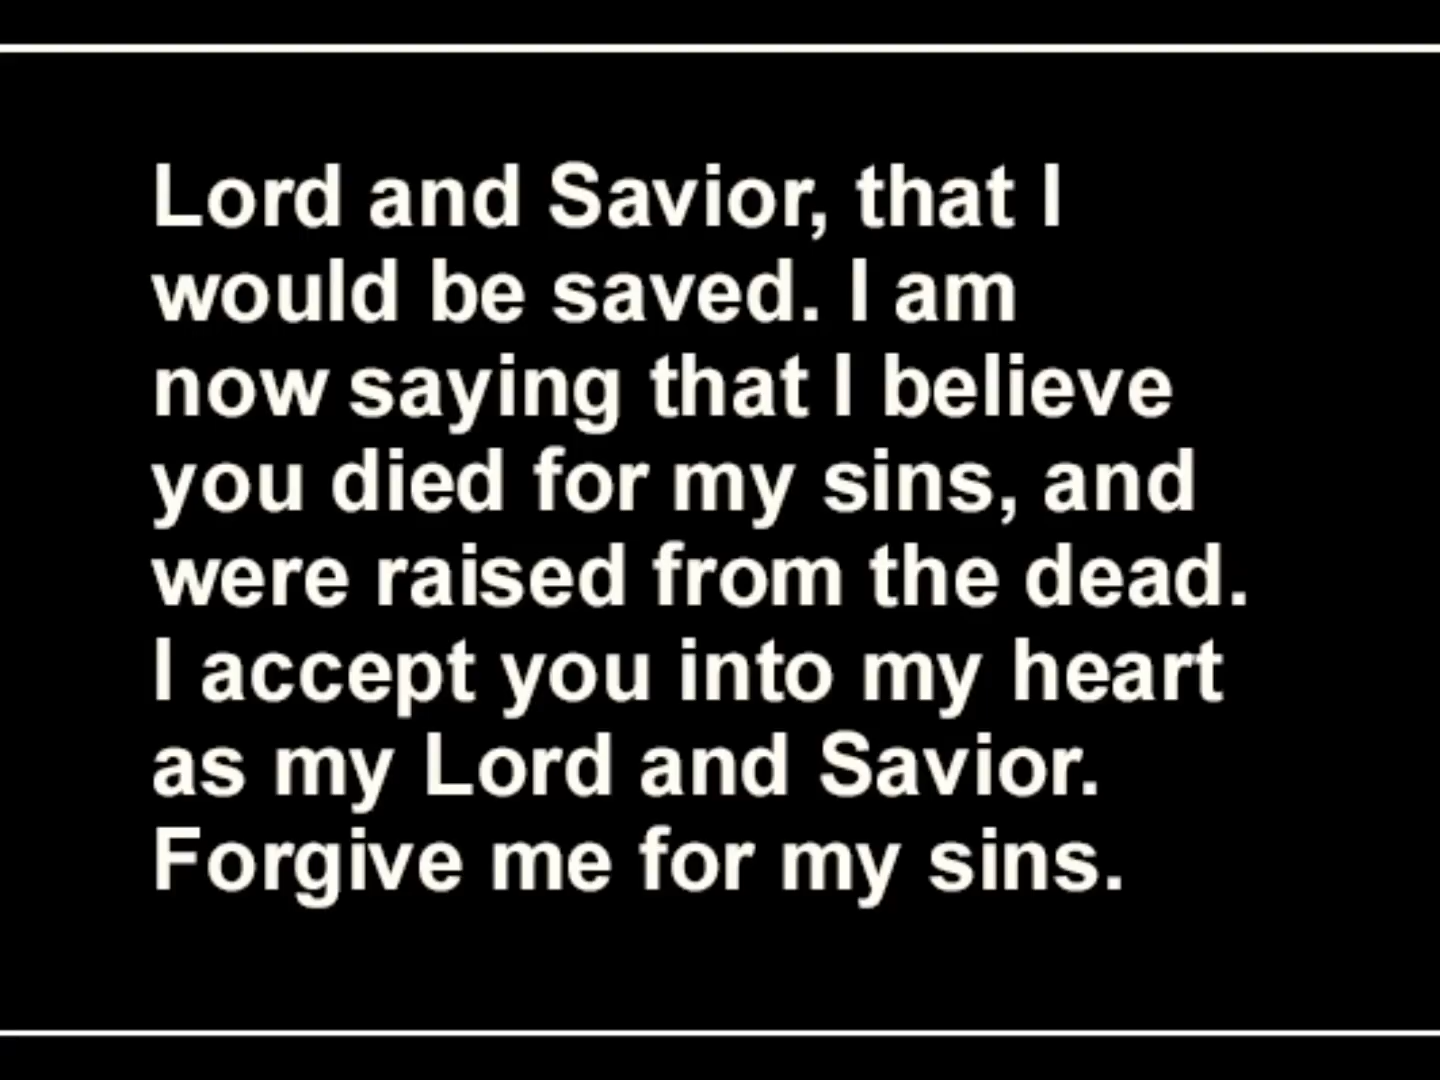 Lord and Savior, that I
would be saved. I am
now saying that I believe
you died for my sins, and
were raised from the dead.
I accept you into my heart
as my Lord and Savior.
Forgive me for my sins.